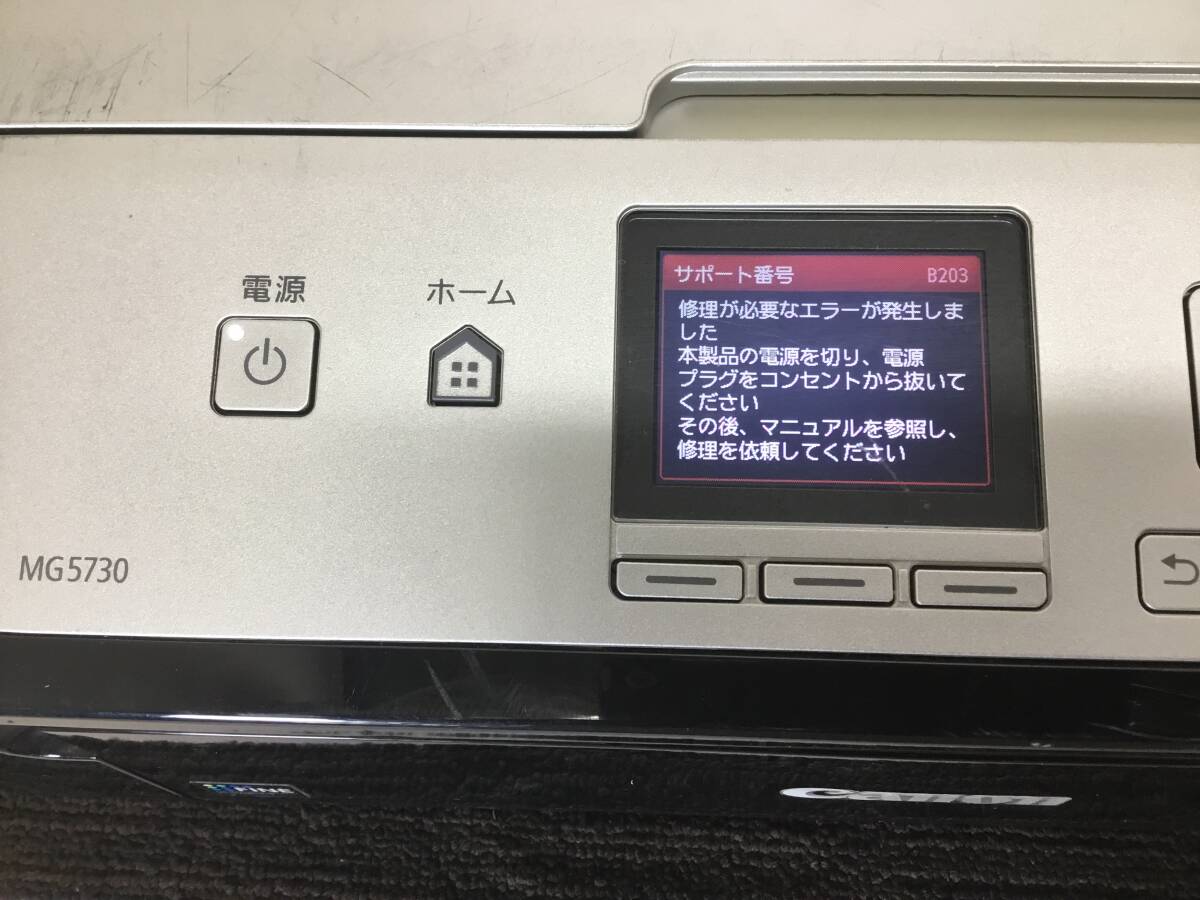 電源
ホーム
サポート番号 B203
修理が必要なエラーが発生しま
した
本製品の電源を切り、電源
プラグをコンセントから抜いて
ください
その後、マニュアルを参照し、
修理を依頼してください
MG5730
FINE
Canon